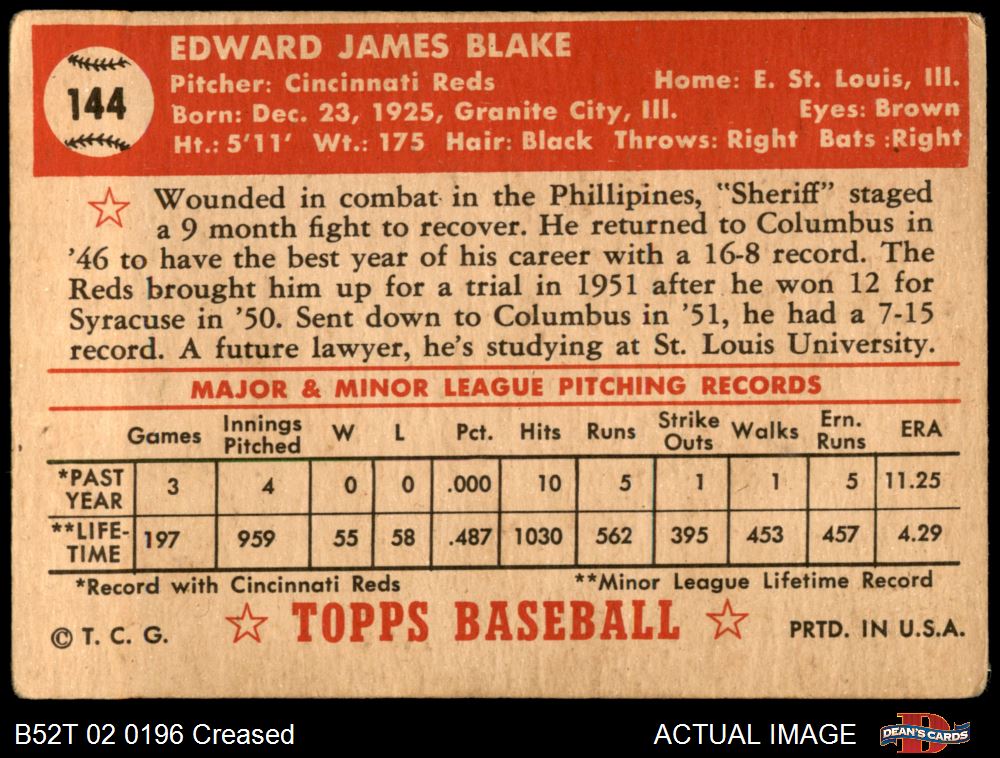 144
EDWARD JAMES BLAKE
Pitcher: Cincinnati Reds Home: E. St. Louis, Ill.
Born: Dec. 23, 1925, Granite City, Ill. Eyes: Brown
Ht.: 5'11' Wt.: 175 Hair: Black Throws: Right Bats :Right
Wounded in combat in the Phillipines, "Sheriff" staged
a 9 month fight to recover. He returned to Columbus in
'46 to have the best year of his career with a 16-8 record. The
Reds brought him up for a trial in 1951 after he won 12 for
Syracuse in '50. Sent down to Columbus in '51, he had a 7-15
record. A future lawyer, he's studying at St. Louis University.
MAJOR & MINOR LEAGUE PITCHING RECORDS
Games Innings Pitched W L Pct. Hits Runs Strike Outs Walks Ern. Runs ERA
*PAST YEAR 3 4 0 0 .000 10 5 1 1 5 11.25
**LIFE-TIME 197 959 55 58 .487 1030 562 395 453 457 4.29
*Record with Cincinnati Reds **Minor League Lifetime Record
© T. C. G. TOPPS BASEBALL PRTD. IN U.S.A.
B52T 02 0196 Creased ACTUAL IMAGE D DEAN'S CARDS